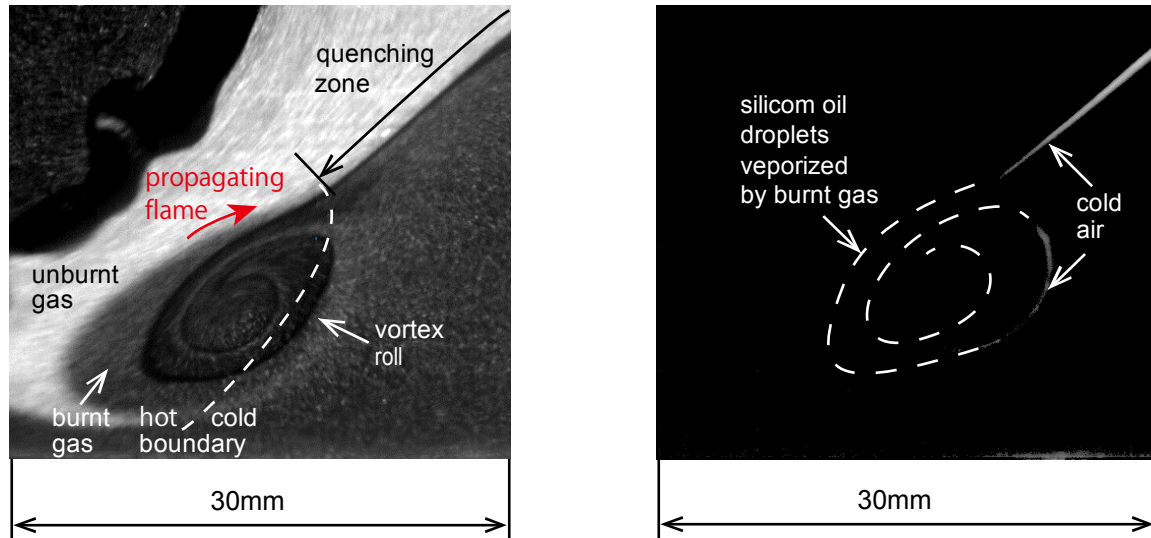 quenching
zone
propagating
flame
unburnt
gas
vortex
roll
burnt
gas
hot cold
boundary
30mm
silicom oil
droplets
veporized
by burnt gas
cold
air
30mm